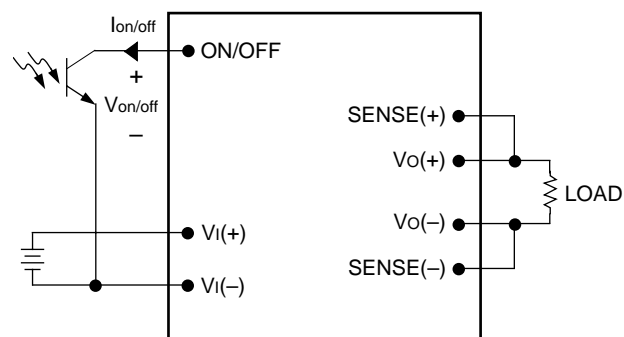 Ion/off
ON/OFF
+
Von/off
–
SENSE(+)
VO(+)
LOAD
VO(–)
VI(+)
SENSE(–)
VI(–)